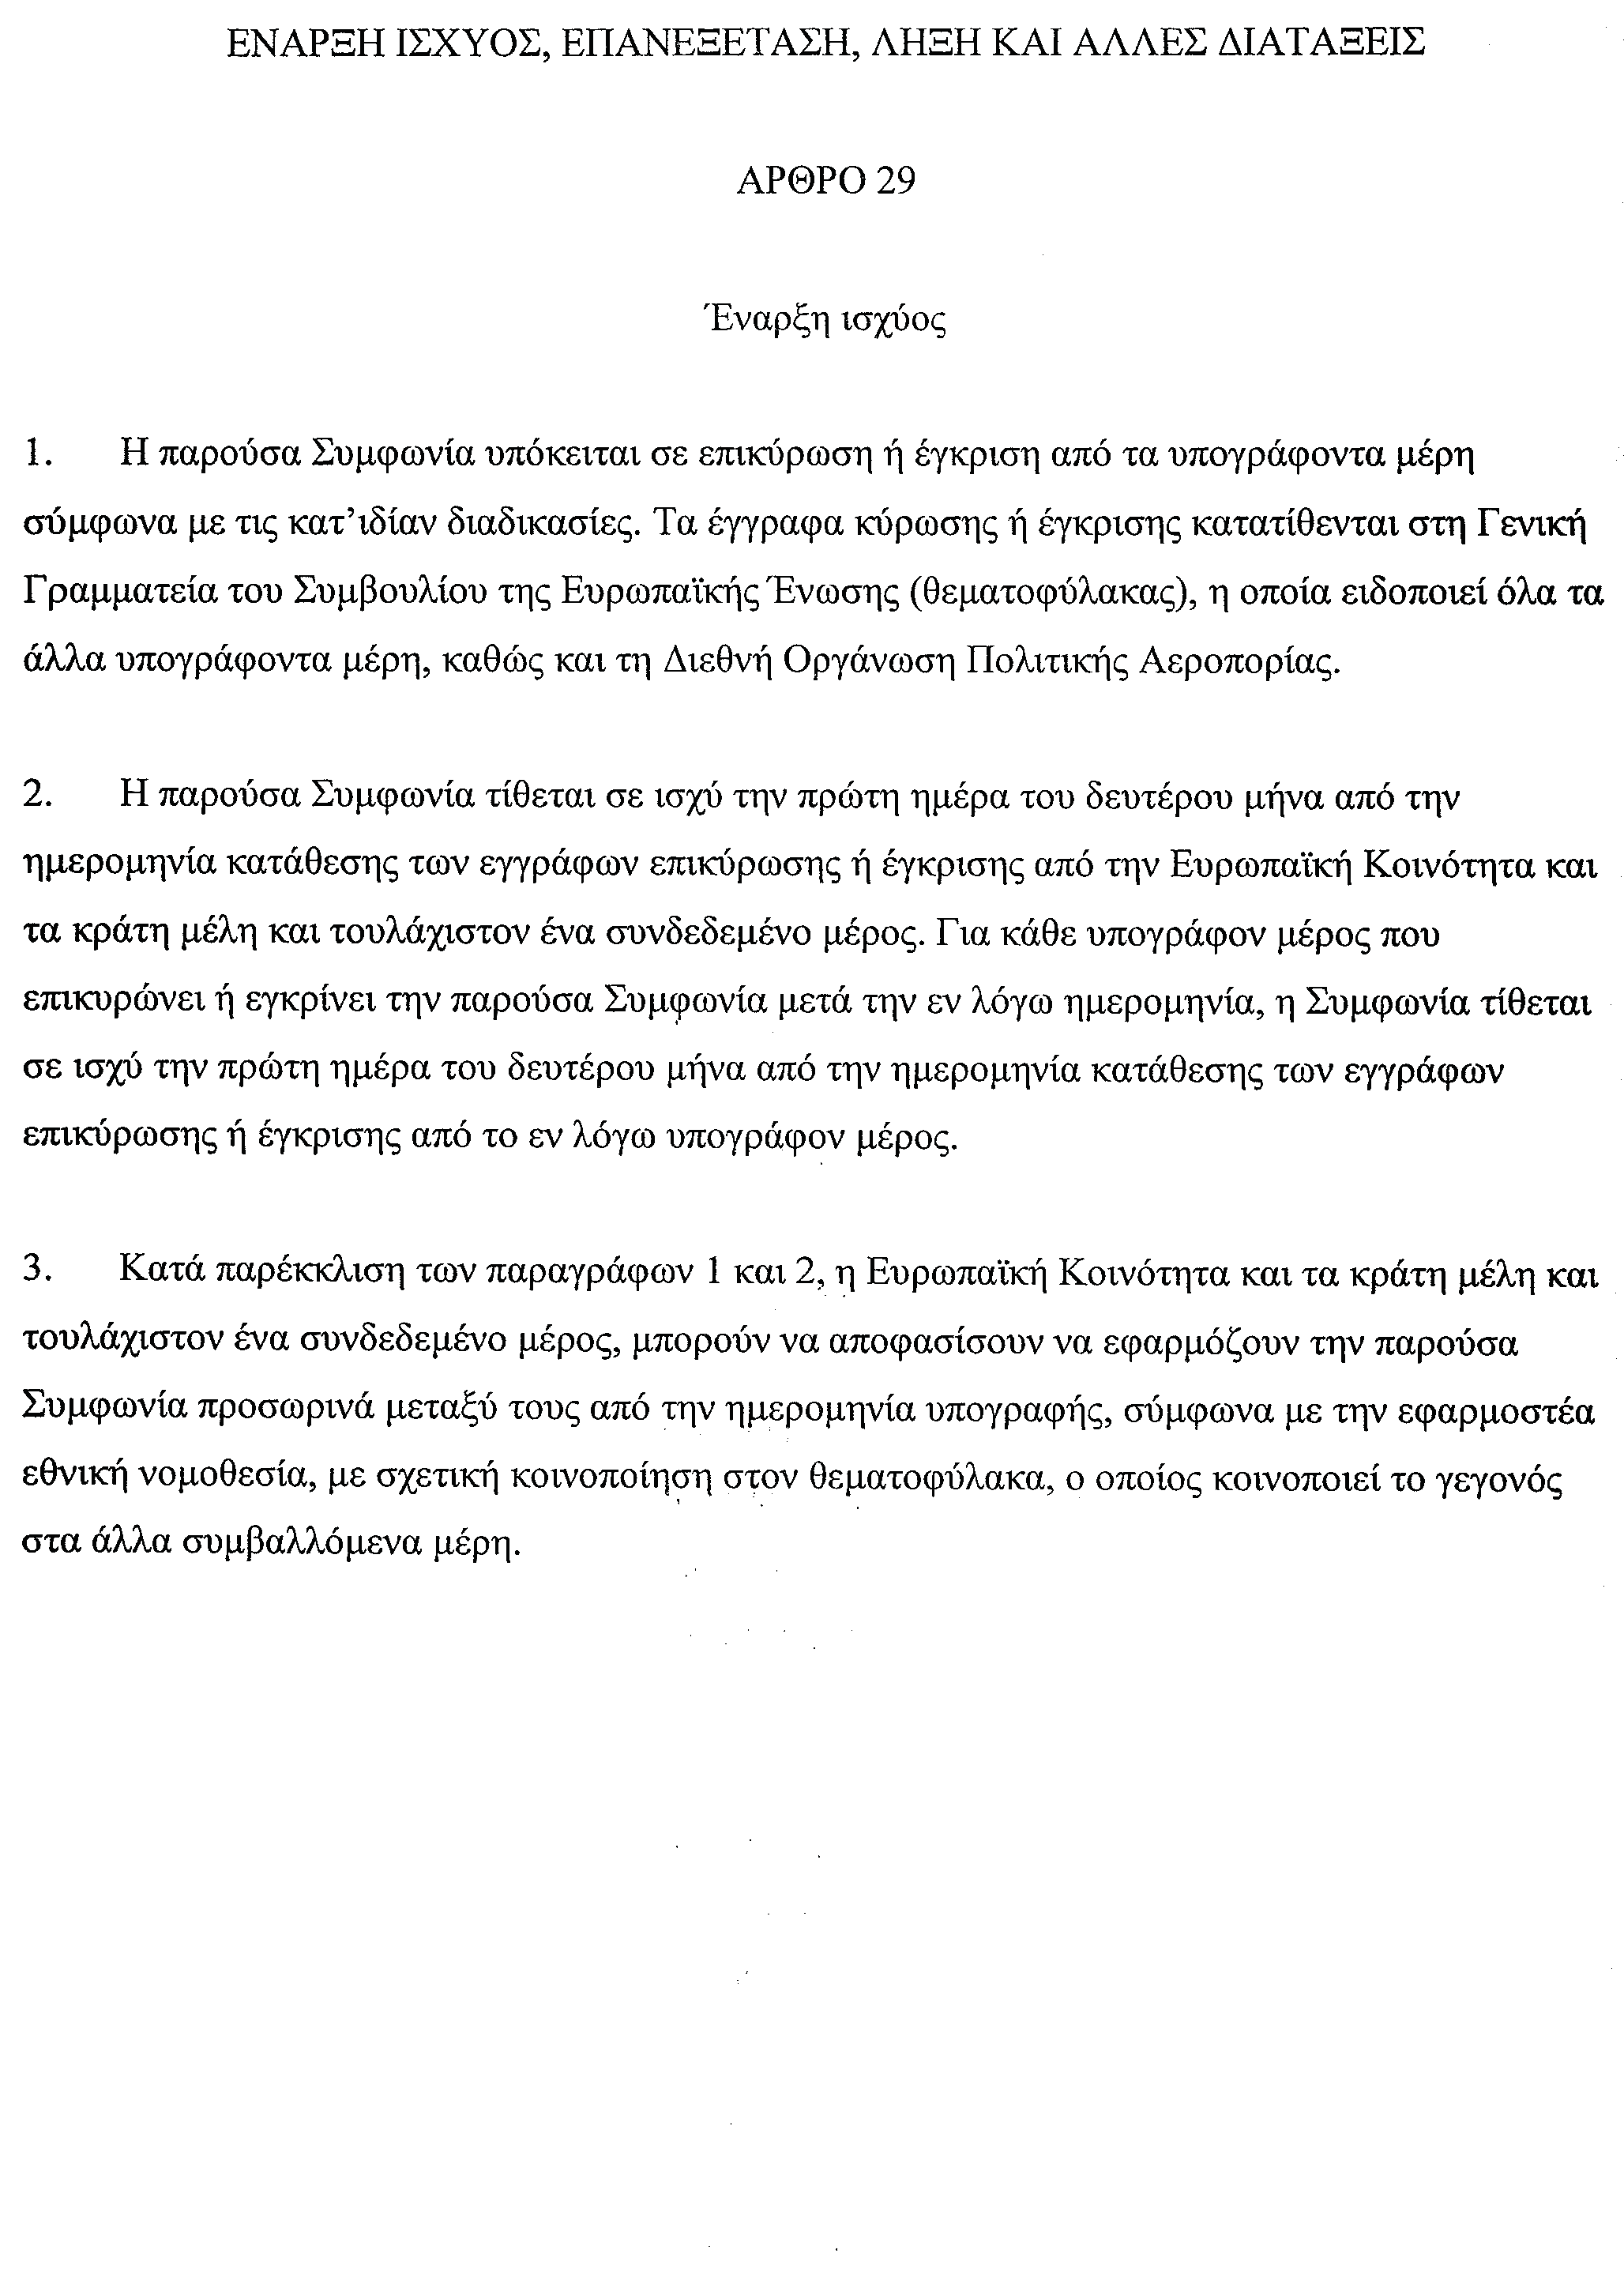 ΕΝΑΡΞΗ ΙΣΧΥΟΣ, ΕΠΑΝΕΞΕΤΑΣΗ, ΛΗΞΗ ΚΑΙ ΑΛΛΕΣ ΔΙΑΤΑΞΕΙΣ
ΑΡΘΡΟ 29
Έναρξη ισχύος
1. Η παρούσα Συμφωνία υπόκειται σε επικύρωση ή έγκριση από τα υπογράφοντα μέρη
σύμφωνα με τις κατ’ιδίαν διαδικασίες. Τα έγγραφα κύρωσης ή έγκρισης κατατίθενται στη Γενική
Γραμματεία του Συμβουλίου της Ευρωπαϊκής Ένωσης (θεματοφύλακας), η οποία ειδοποιεί όλα τα
άλλα υπογράφοντα μέρη, καθώς και τη Διεθνή Οργάνωση Πολιτικής Αεροπορίας.
2. Η παρούσα Συμφωνία τίθεται σε ισχύ την πρώτη ημέρα του δευτέρου μήνα από την
ημερομηνία κατάθεσης των εγγράφων επικύρωσης ή έγκρισης από την Ευρωπαϊκή Κοινότητα και
τα κράτη μέλη και τουλάχιστον ένα συνδεδεμένο μέρος. Για κάθε υπογράφον μέρος που
επικυρώνει ή εγκρίνει την παρούσα Συμφωνία μετά την εν λόγω ημερομηνία, η Συμφωνία τίθεται
σε ισχύ την πρώτη ημέρα του δευτέρου μήνα από την ημερομηνία κατάθεσης των εγγράφων
επικύρωσης ή έγκρισης από το εν λόγω υπογράφον μέρος.
3. Κατά παρέκκλιση των παραγράφων 1 και 2, η Ευρωπαϊκή Κοινότητα και τα κράτη μέλη και
τουλάχιστον ένα συνδεδεμένο μέρος, μπορούν να αποφασίσουν να εφαρμόζουν την παρούσα
Συμφωνία προσωρινά μεταξύ τους από την ημερομηνία υπογραφής, σύμφωνα με την εφαρμοστέα
εθνική νομοθεσία, με σχετική κοινοποίηση στον θεματοφύλακα, ο οποίος κοινοποιεί το γεγονός
στα άλλα συμβαλλόμενα μέρη.